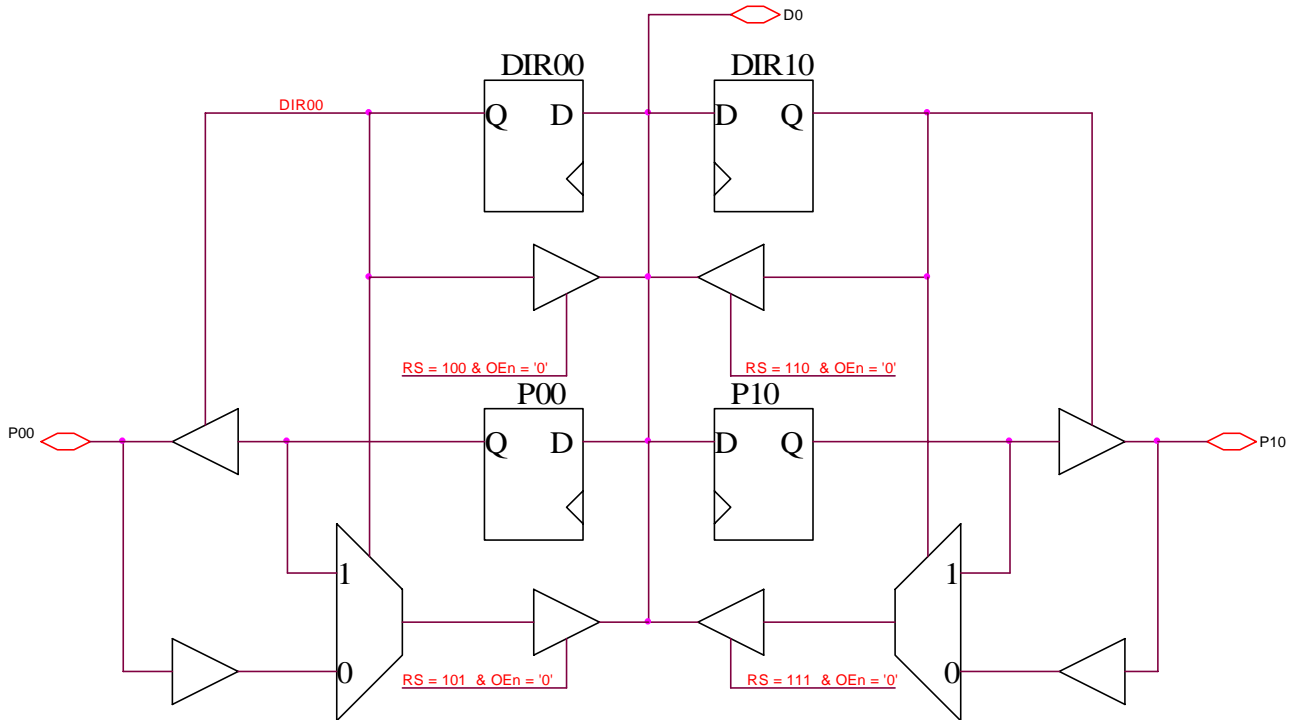 D0
DIR00 DIR10
DIR00
Q D D Q
RS = 100 & OEn = '0' RS = 110 & OEn = '0'
P00 P10
P00 Q D D Q P10
1 1
0 0
RS = 101 & OEn = '0' RS = 111 & OEn = '0'